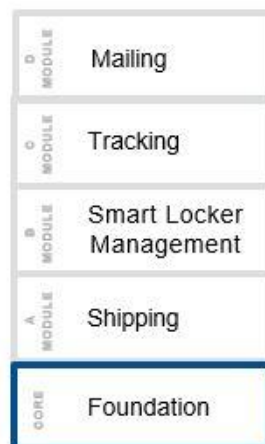 D
MODULE
Mailing
C
MODULE
Tracking
B
MODULE
Smart Locker
Management
A
MODULE
Shipping
CORE
Foundation